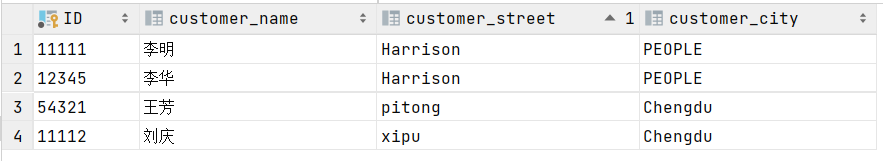 ID customer_name customer_street 1 customer_city
1 11111 李明 Harrison PEOPLE
2 12345 李华 Harrison PEOPLE
3 54321 王芳 pitong Chengdu
4 11112 刘庆 xipu Chengdu